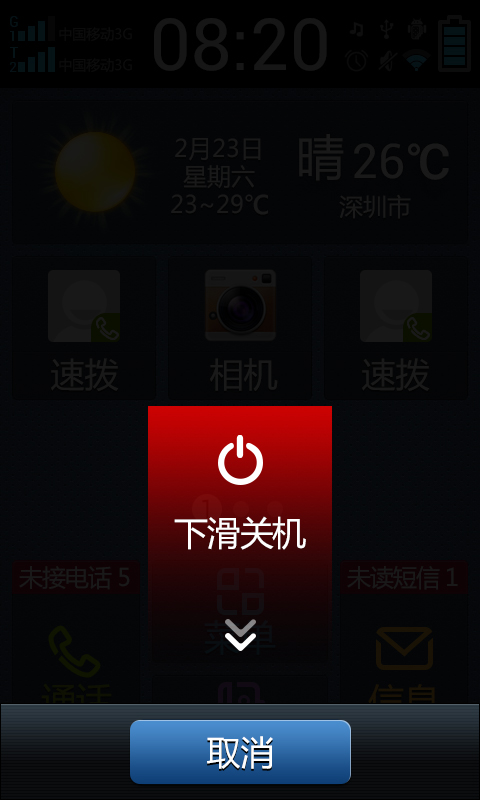 G
1 中国移动3G
T
2 中国移动3G
08:20
2月23日
星期六
23~29℃
晴 26℃
深圳市
速拨 相机 速拨
1
下滑关机
未接电话 5
未读短信 1
菜单
通话
信息
取消